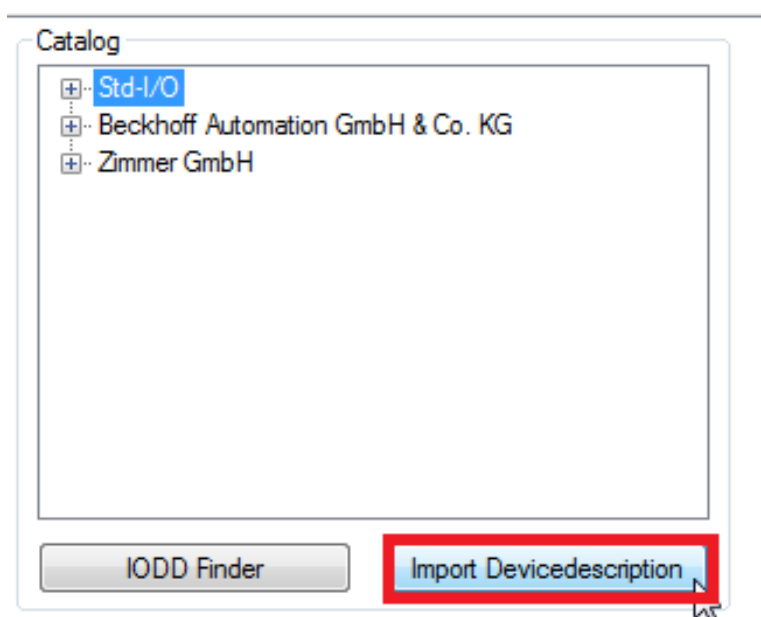 Catalog
Std-I/O
Beckhoff Automation GmbH & Co. KG
Zimmer GmbH
IODD Finder
Import Devicedescription